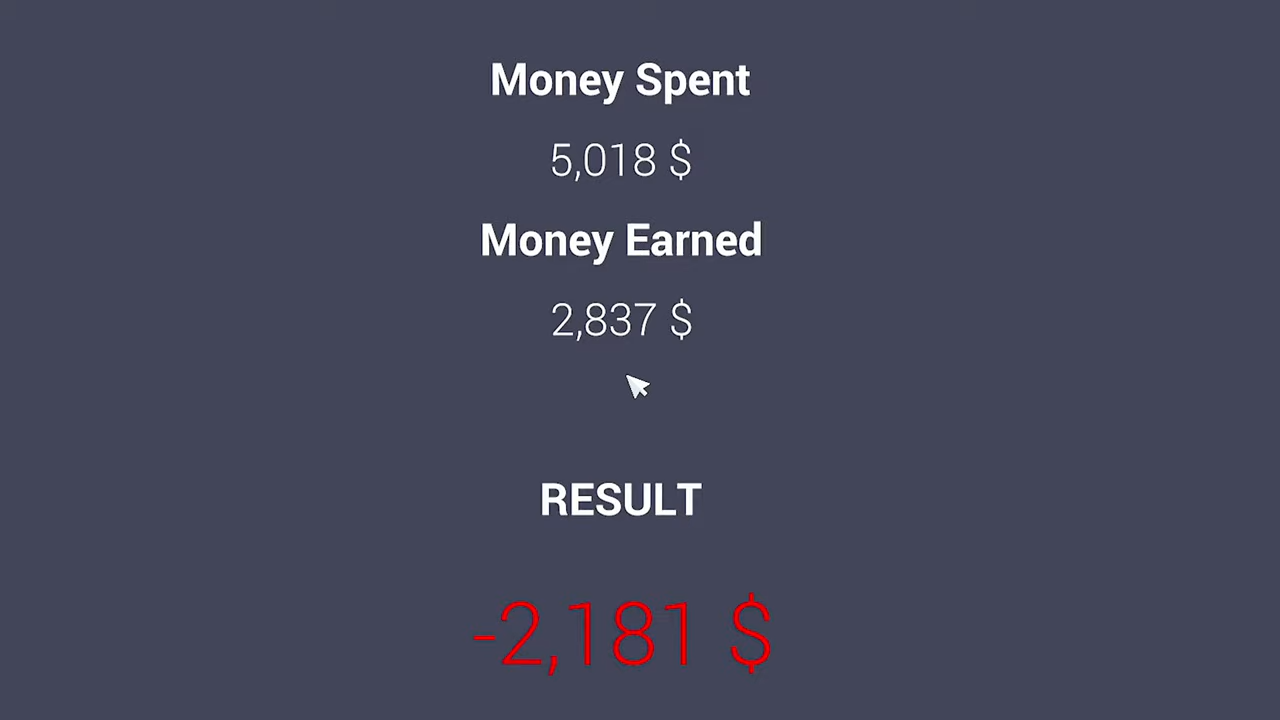 Money Spent
5,018 $
Money Earned
2,837 $
RESULT
-2,181 $